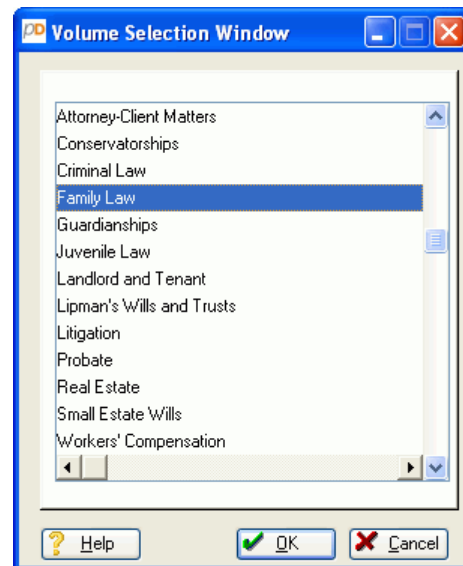 pD Volume Selection Window
Attorney-Client Matters
Conservatorships
Criminal Law
Family Law
Guardianships
Juvenile Law
Landlord and Tenant
Lipman's Wills and Trusts
Litigation
Probate
Real Estate
Small Estate Wills
Workers' Compensation
? Help OK Cancel